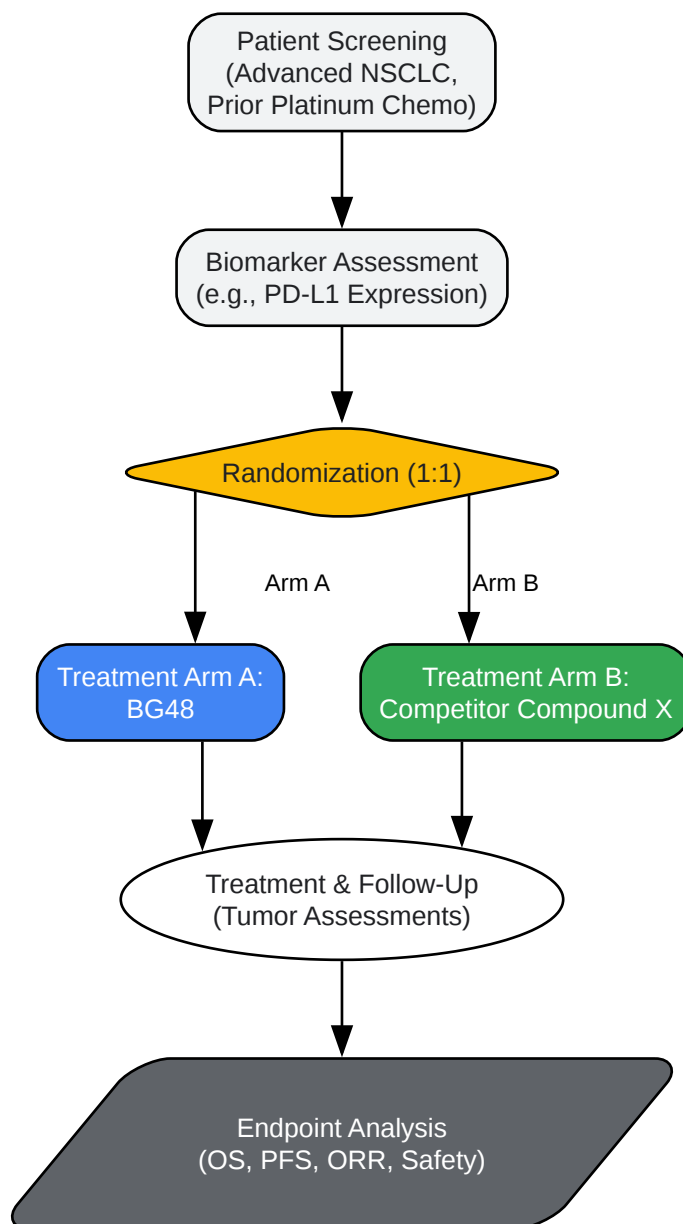 Patient Screening
(Advanced NSCLC,
Prior Platinum Chemo)
Biomarker Assessment
(e.g., PD-L1 Expression)
Randomization (1:1)
Arm A
Arm B
Treatment Arm A:
BG48
Treatment Arm B:
Competitor Compound X
Treatment & Follow-Up
(Tumor Assessments)
Endpoint Analysis
(OS, PFS, ORR, Safety)